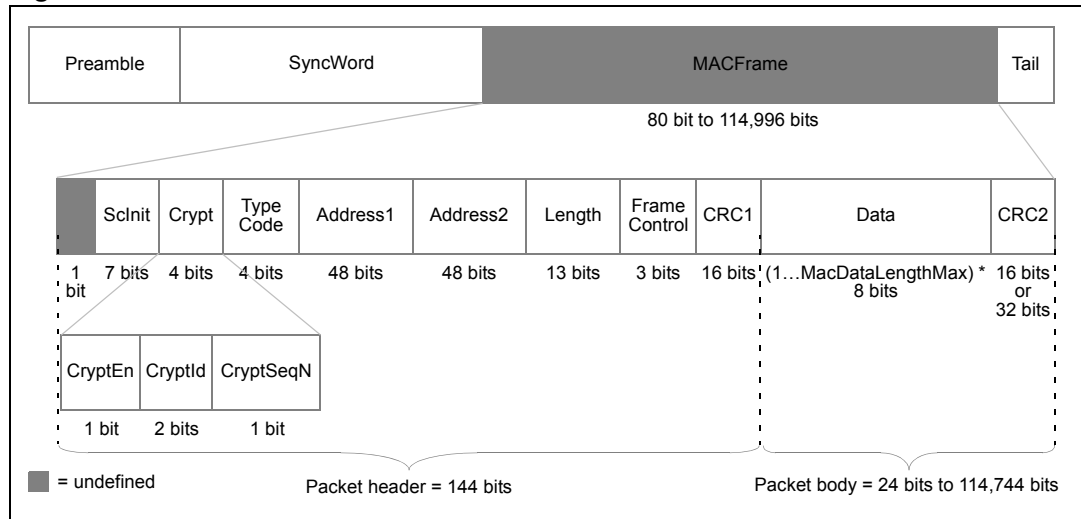 Preamble
SyncWord
MACFrame
Tail
80 bit to 114,996 bits
ScInit
Crypt
Type
Code
Address1
Address2
Length
Frame
Control
CRC1
Data
CRC2
1
bit
7 bits
4 bits
4 bits
48 bits
48 bits
13 bits
3 bits
16 bits
(1…MacDataLengthMax) *
8 bits
16 bits
or
32 bits
CryptEn
CryptId
CryptSeqN
1 bit
2 bits
1 bit
= undefined
Packet header = 144 bits
Packet body = 24 bits to 114,744 bits